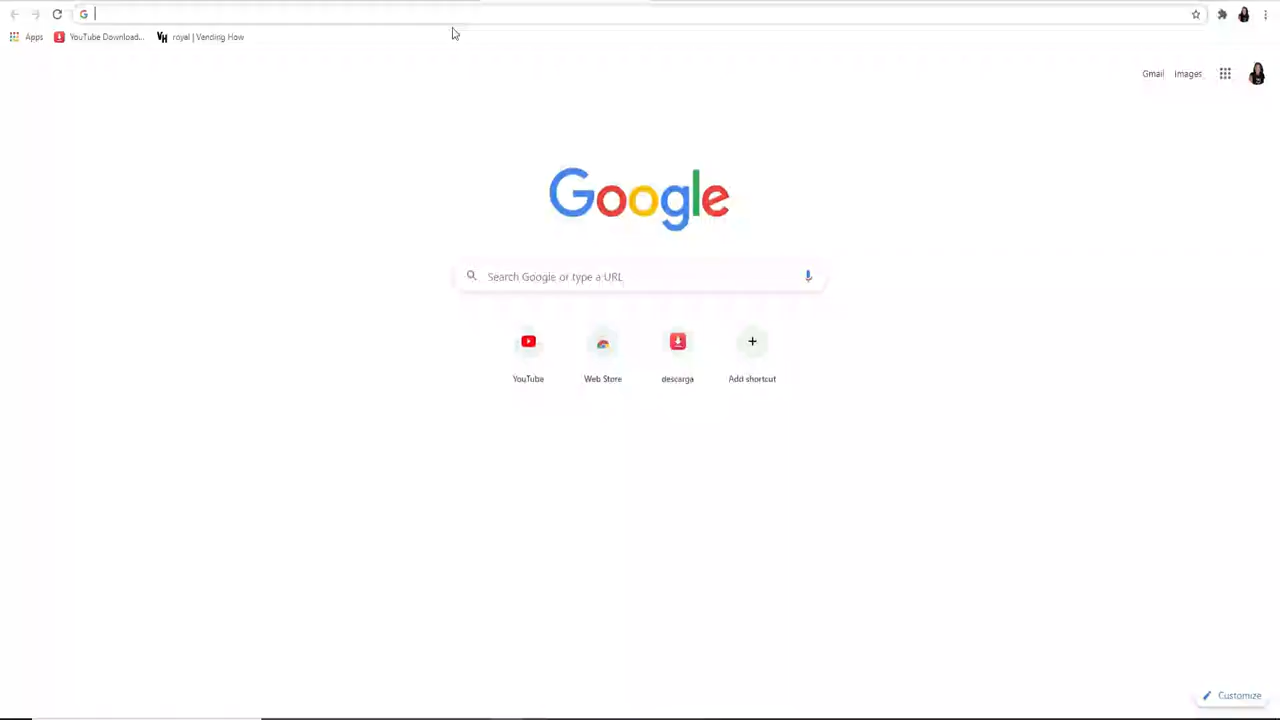 Apps YouTube Download... VH royal | Vending How
Gmail Images
Google
Search Google or type a URL
YouTube Web Store descarga Add shortcut
Customize